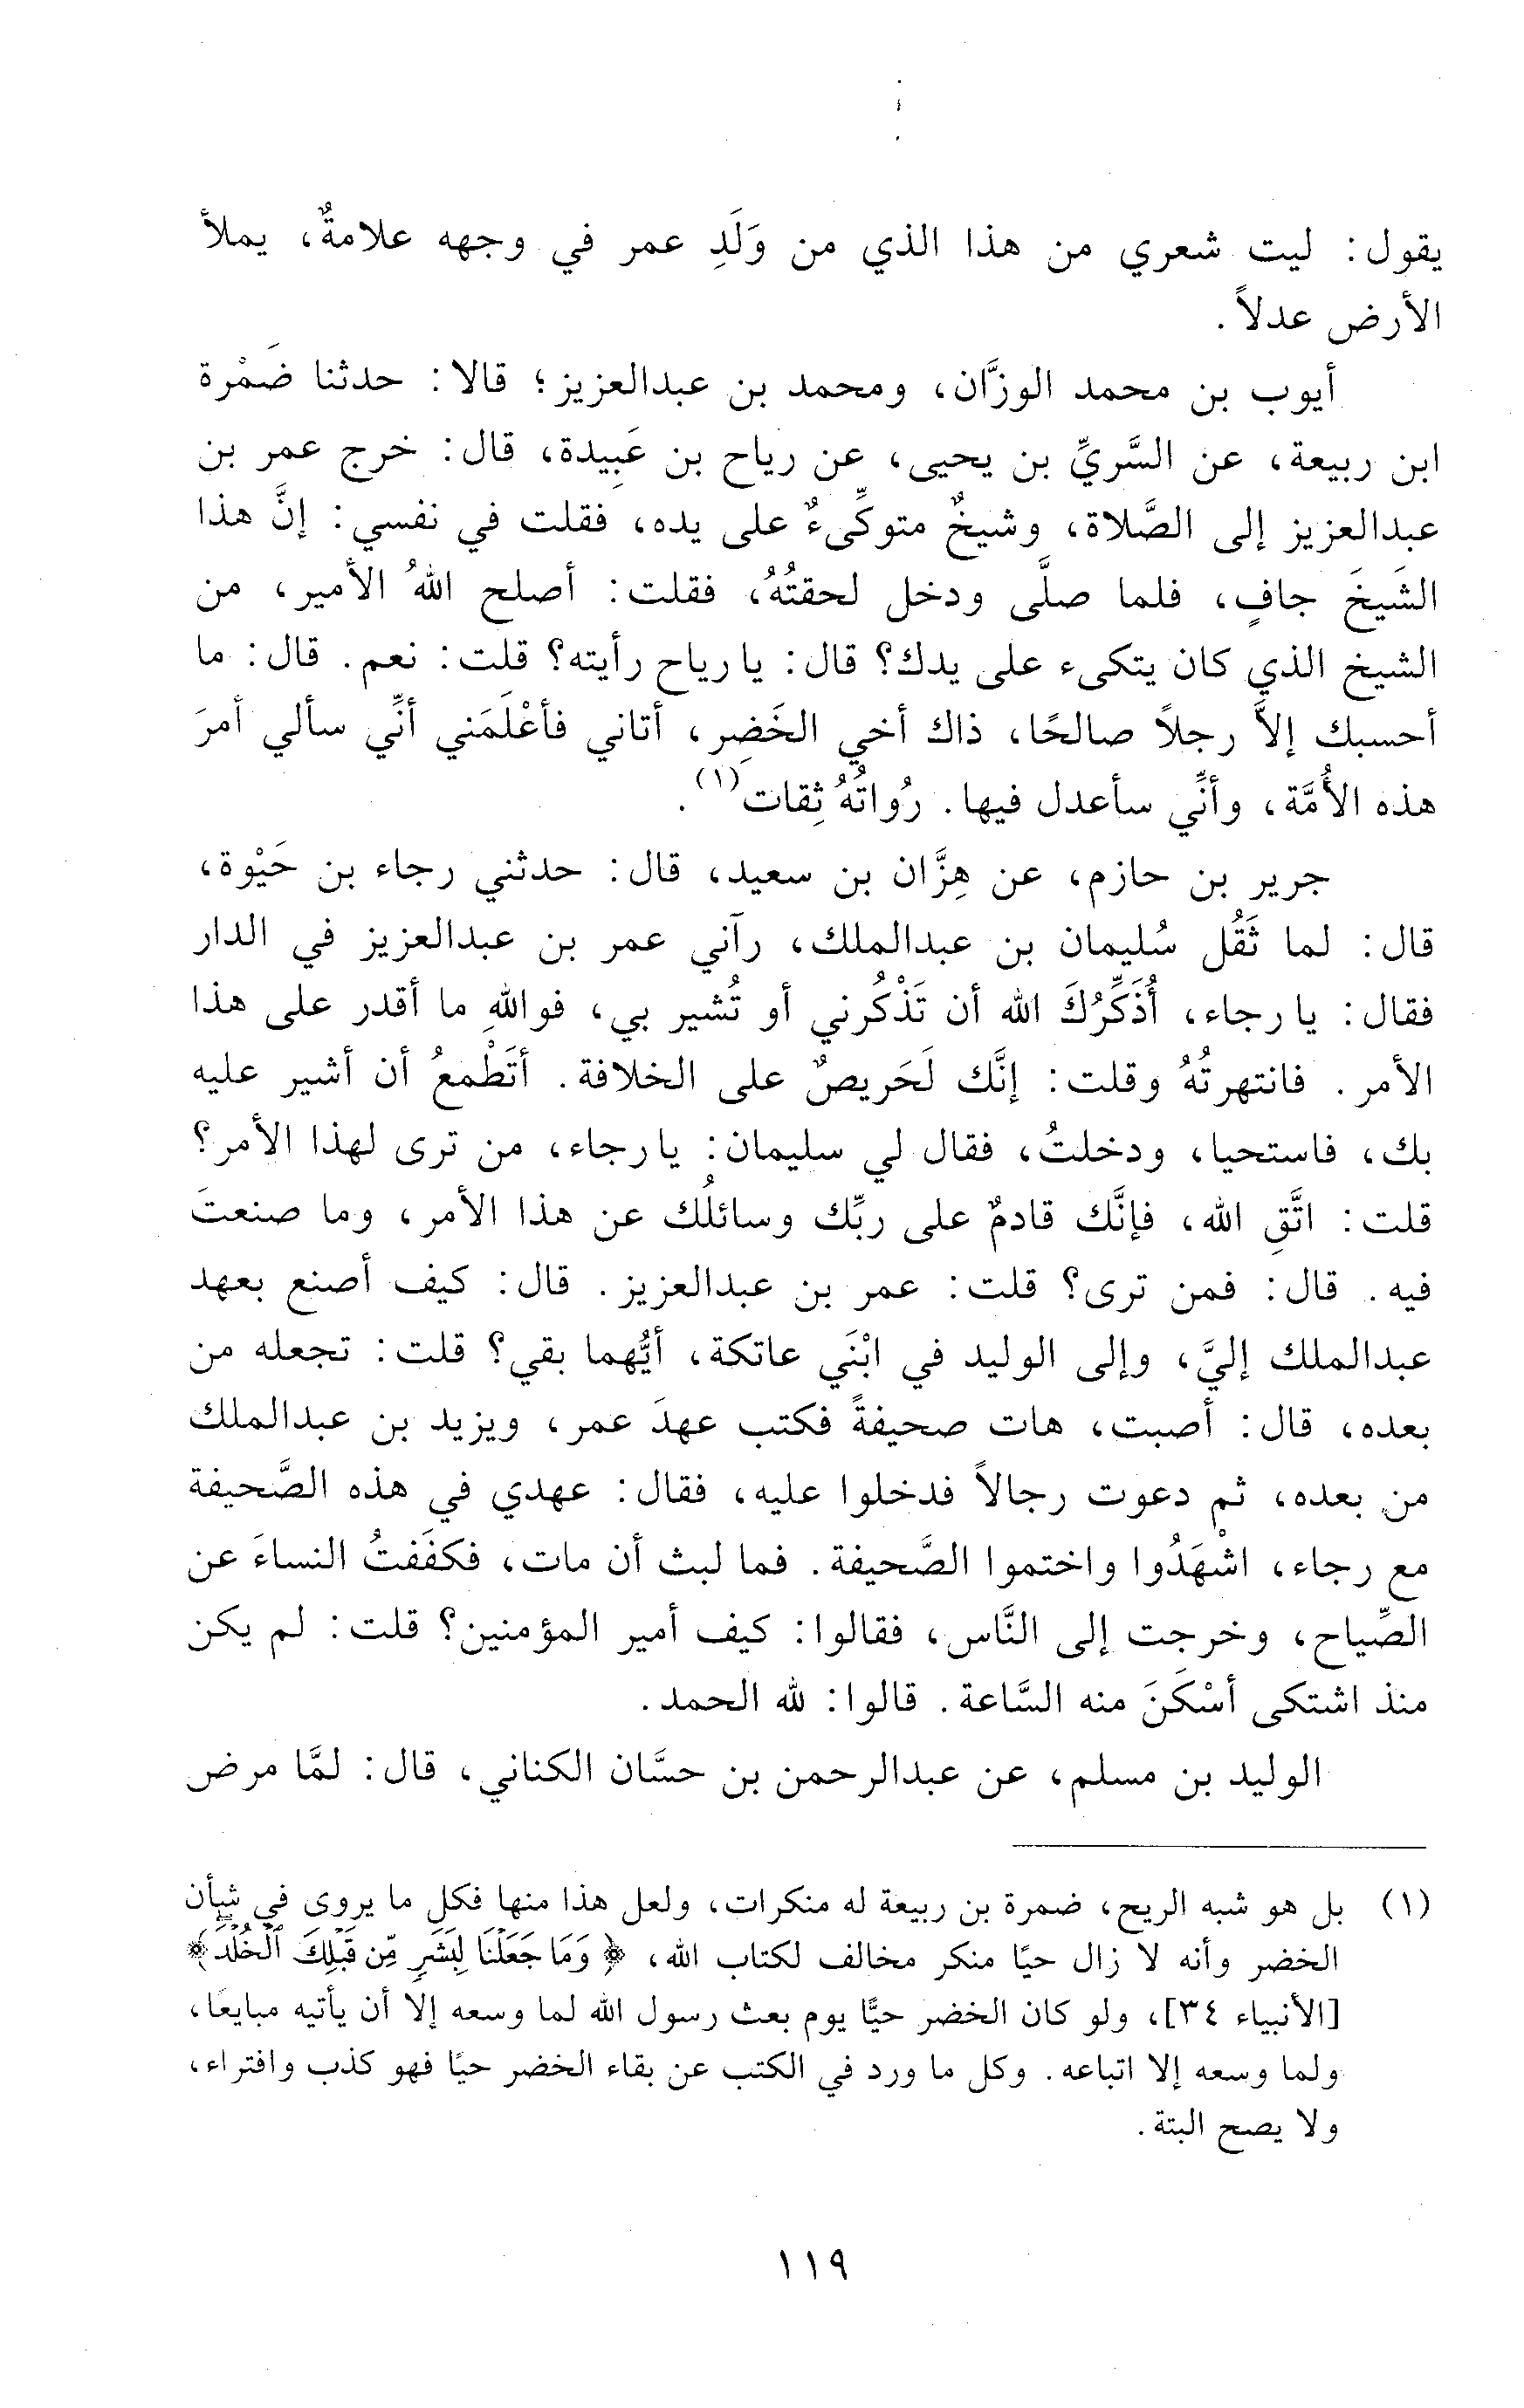 يقول: ليت شعري من هذا الذي من وَلَدِ عمر في وجهه علامةٌ، يملأ
الأرض عدلاً.
أيوب بن محمد الوزَّان، ومحمد بن عبدالعزيز؛ قالا: حدثنا ضَمْرة
ابن ربيعة، عن السَّريِّ بن يحيى، عن رياح بن عَبِيدة، قال: خرج عمر بن
عبدالعزيز إلى الصَّلاة، وشيخٌ متوكِّىءٌ على يده، فقلت في نفسي: إنَّ هذا
الشَيخَ جافٍ، فلما صلَّى ودخل لحقتُهُ، فقلت: أصلح اللهُ الأمير، من
الشيخ الذي كان يتكىء على يدك؟ قال: يا رياح رأيته؟ قلت: نعم. قال: ما
أحسبك إلاَّ رجلاً صالحًا، ذاك أخي الخَضِر، أتاني فأعْلَمَني أنِّي سألي أمرَ
هذه الأُمَّة، وأنِّي سأعدل فيها. رُواتُهُ ثِقات(١).
جرير بن حازم، عن هِزَّان بن سعيد، قال: حدثني رجاء بن حَيْوة،
قال: لما ثَقُل سُليمان بن عبدالملك، رآني عمر بن عبدالعزيز في الدار
فقال: يا رجاء، أُذَكِّرُكَ الله أن تَذْكُرني أو تُشير بي، فواللهِ ما أقدر على هذا
الأمر. فانتهرتُهُ وقلت: إنَّك لَحَريصٌ على الخلافة. أتَطْمعُ أن أشير عليه
بك، فاستحيا، ودخلتُ، فقال لي سليمان: يا رجاء، من ترى لهذا الأمر؟
قلت: اتَّقِ الله، فإنَّك قادمٌ على ربِّك وسائلُك عن هذا الأمر، وما صنعتَ
فيه. قال: فمن ترى؟ قلت: عمر بن عبدالعزيز. قال: كيف أصنع بعهد
عبدالملك إليَّ، وإلى الوليد في ابْنَي عاتكة، أيُّهما بقي؟ قلت: تجعله من
بعده، قال: أصبت، هات صحيفةً فكتب عهدَ عمر، ويزيد بن عبدالملك
من بعده، ثم دعوت رجالاً فدخلوا عليه، فقال: عهدي في هذه الصَّحيفة
مع رجاء، اشْهَدُوا واختموا الصَّحيفة. فما لبث أن مات، فكفَفتُ النساءَ عن
الصِّياح، وخرجت إلى النَّاس، فقالوا: كيف أمير المؤمنين؟ قلت: لم يكن
منذ اشتكى أسْكَنَ منه السَّاعة. قالوا: لله الحمد.
الوليد بن مسلم، عن عبدالرحمن بن حسَّان الكناني، قال: لمَّا مرض
(١) بل هو شبه الريح، ضمرة بن ربيعة له منكرات، ولعل هذا منها فكل ما يروى في شأن
الخضر وأنه لا زال حيًا منكر مخالف لكتاب الله، ﴿وَمَا جَعَلْنَا لِبَشَرٍ مِّن قَبْلِكَ ٱلْخُلْدَ﴾
[الأنبياء ٣٤]، ولو كان الخضر حيًّا يوم بعث رسول الله لما وسعه إلا أن يأتيه مبايعًا،
ولما وسعه إلا اتباعه. وكل ما ورد في الكتب عن بقاء الخضر حيًا فهو كذب وافتراء،
ولا يصح البتة.
١١٩